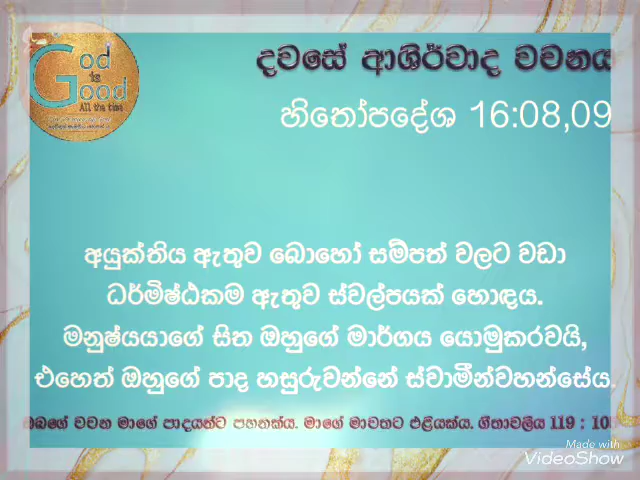 God
is
Good
All the time
දවසේ ආශිර්වාද වචනය
හිතෝපදේශ 16:08,09
අයුක්තිය ඇතුව බොහෝ සම්පත් වලට වඩා
ධර්මිෂ්ඨකම ඇතුව ස්වල්පයක් හොඳය.
මනුෂ්‍යයාගේ සිත ඔහුගේ මාර්ගය යොමුකරවයි,
එහෙත් ඔහුගේ පාද හසුරුවන්නේ ස්වාමීන්වහන්සේය.
ඔබගේ වචන මාගේ පාදයන්ට පහනක්ය. මාගේ මාවතට එළියක්ය. ගීතාවලිය 119 : 105
Made with
VideoShow